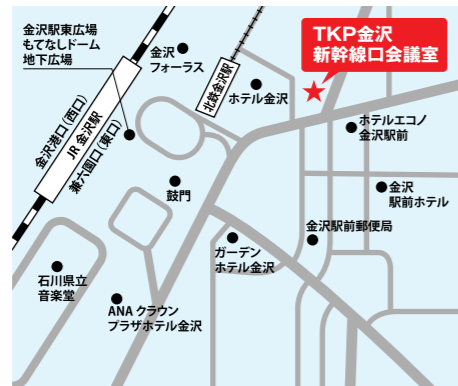 金沢駅東広場
もてなしドーム
地下広場
金沢
フォーラス
北鉄金沢駅
TKP金沢
新幹線口会議室
ホテル金沢
ホテルエコノ
金沢駅前
金沢港口（西口）
JR 金沢駅
兼六園口（東口）
鼓門
金沢
駅前ホテル
金沢駅前郵便局
ガーデン
ホテル金沢
石川県立
音楽堂
ANA クラウン
プラザホテル金沢